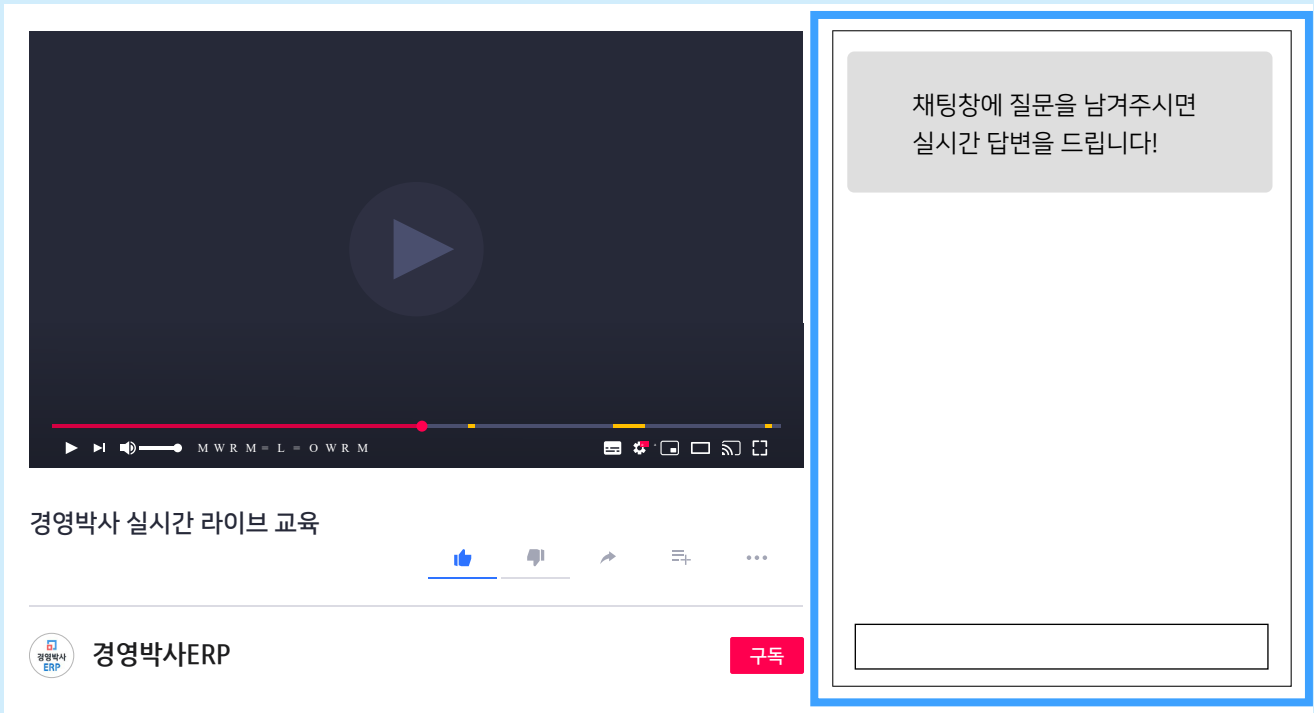 채팅창에 질문을 남겨주시면
실시간 답변을 드립니다!
M W R M = L = O W R M
경영박사 실시간 라이브 교육
경영박사
ERP
경영박사ERP
구독